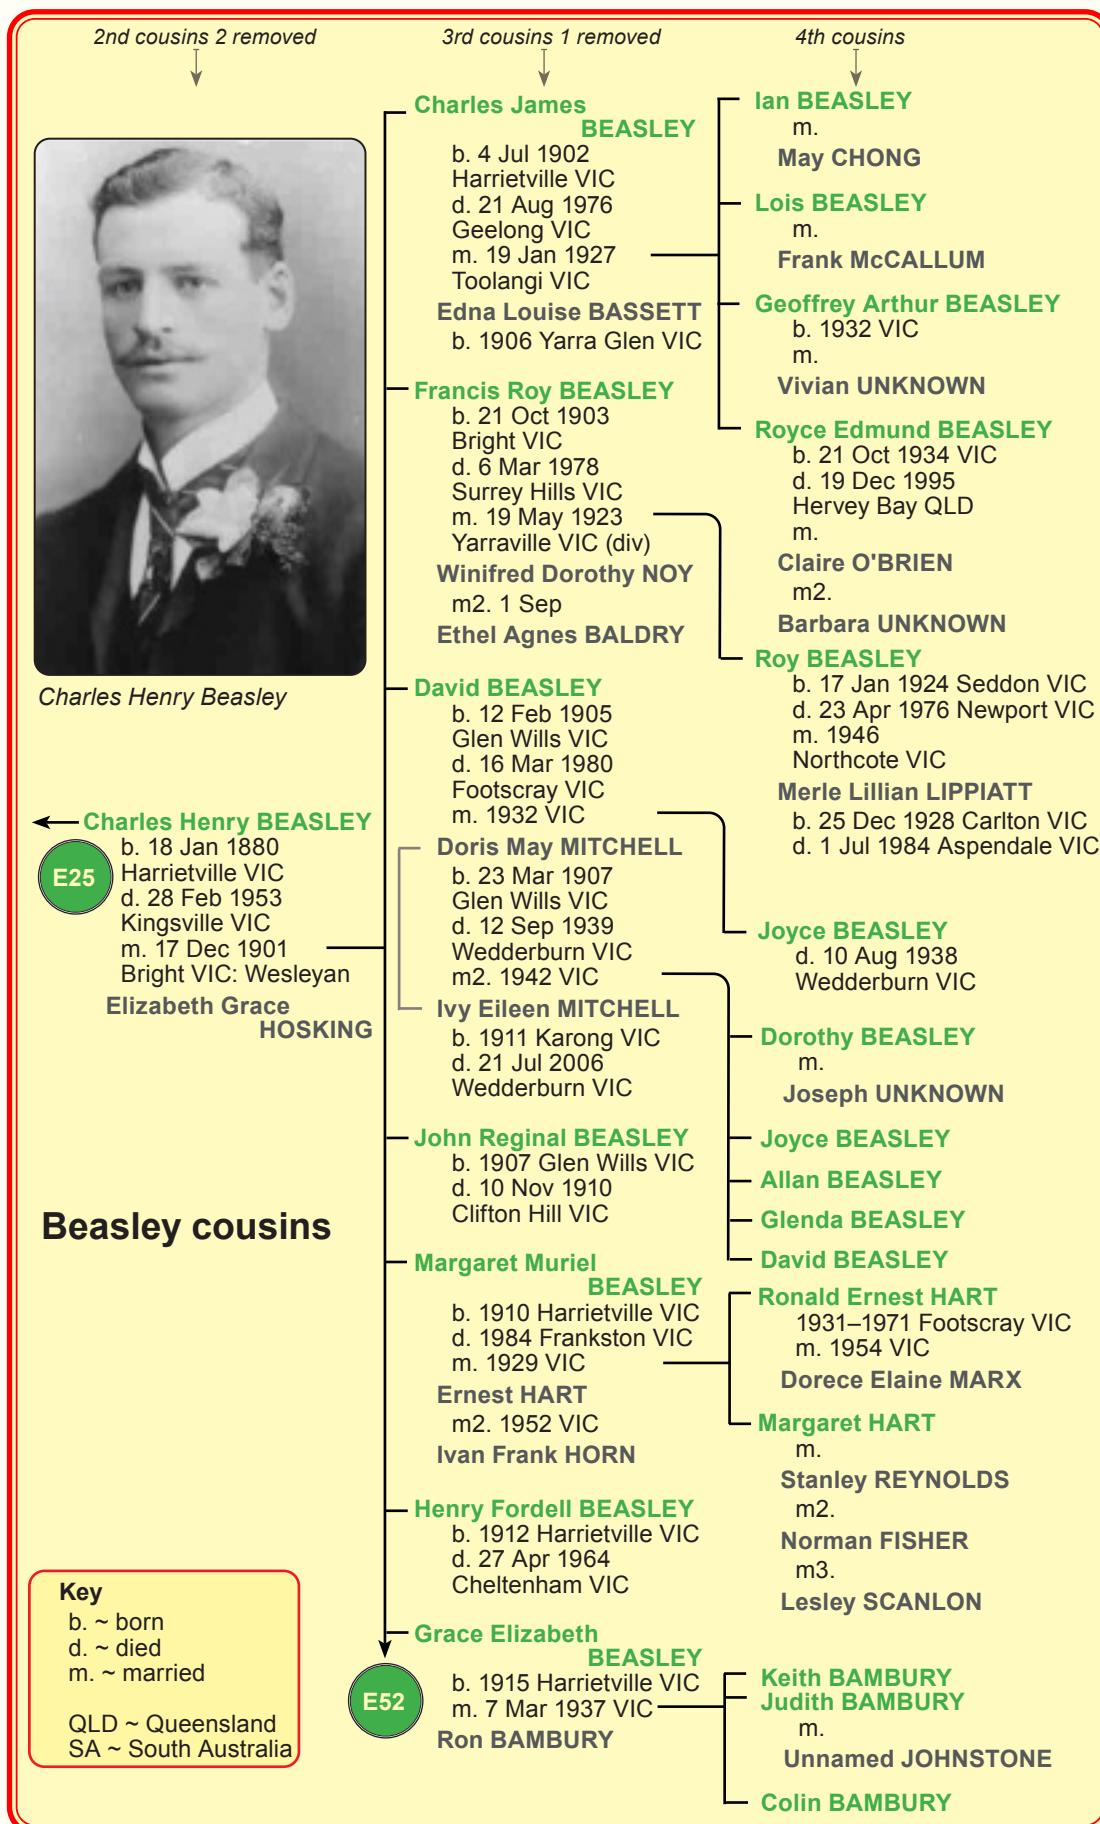 2nd cousins 2 removed
3rd cousins 1 removed
4th cousins
Charles Henry Beasley
Charles Henry BEASLEY
E25
b. 18 Jan 1880
Harrietville VIC
d. 28 Feb 1953
Kingsville VIC
m. 17 Dec 1901
Bright VIC: Wesleyan
Elizabeth Grace
HOSKING
Beasley cousins
Key
b. ~ born
d. ~ died
m. ~ married
QLD ~ Queensland
SA ~ South Australia
Charles James
BEASLEY
b. 4 Jul 1902
Harrietville VIC
d. 21 Aug 1976
Geelong VIC
m. 19 Jan 1927
Toolangi VIC
Edna Louise BASSETT
b. 1906 Yarra Glen VIC
Francis Roy BEASLEY
b. 21 Oct 1903
Bright VIC
d. 6 Mar 1978
Surrey Hills VIC
m. 19 May 1923
Yarraville VIC (div)
Winifred Dorothy NOY
m2. 1 Sep
Ethel Agnes BALDRY
David BEASLEY
b. 12 Feb 1905
Glen Wills VIC
d. 16 Mar 1980
Footscray VIC
m. 1932 VIC
Doris May MITCHELL
b. 23 Mar 1907
Glen Wills VIC
d. 12 Sep 1939
Wedderburn VIC
m2. 1942 VIC
Ivy Eileen MITCHELL
b. 1911 Karong VIC
d. 21 Jul 2006
Wedderburn VIC
John Reginal BEASLEY
b. 1907 Glen Wills VIC
d. 10 Nov 1910
Clifton Hill VIC
Margaret Muriel
BEASLEY
b. 1910 Harrietville VIC
d. 1984 Frankston VIC
m. 1929 VIC
Ernest HART
m2. 1952 VIC
Ivan Frank HORN
Henry Fordell BEASLEY
b. 1912 Harrietville VIC
d. 27 Apr 1964
Cheltenham VIC
Grace Elizabeth
BEASLEY
E52
b. 1915 Harrietville VIC
m. 7 Mar 1937 VIC
Ron BAMBURY
Ian BEASLEY
m.
May CHONG
Lois BEASLEY
m.
Frank McCALLUM
Geoffrey Arthur BEASLEY
b. 1932 VIC
m.
Vivian UNKNOWN
Royce Edmund BEASLEY
b. 21 Oct 1934 VIC
d. 19 Dec 1995
Hervey Bay QLD
m.
Claire O'BRIEN
m2.
Barbara UNKNOWN
Roy BEASLEY
b. 17 Jan 1924 Seddon VIC
d. 23 Apr 1976 Newport VIC
m. 1946
Northcote VIC
Merle Lillian LIPPIATT
b. 25 Dec 1928 Carlton VIC
d. 1 Jul 1984 Aspendale VIC
Joyce BEASLEY
d. 10 Aug 1938
Wedderburn VIC
Dorothy BEASLEY
m.
Joseph UNKNOWN
Joyce BEASLEY
Allan BEASLEY
Glenda BEASLEY
David BEASLEY
Ronald Ernest HART
1931–1971 Footscray VIC
m. 1954 VIC
Dorece Elaine MARX
Margaret HART
m.
Stanley REYNOLDS
m2.
Norman FISHER
m3.
Lesley SCANLON
Keith BAMBURY
Judith BAMBURY
m.
Unnamed JOHNSTONE
Colin BAMBURY